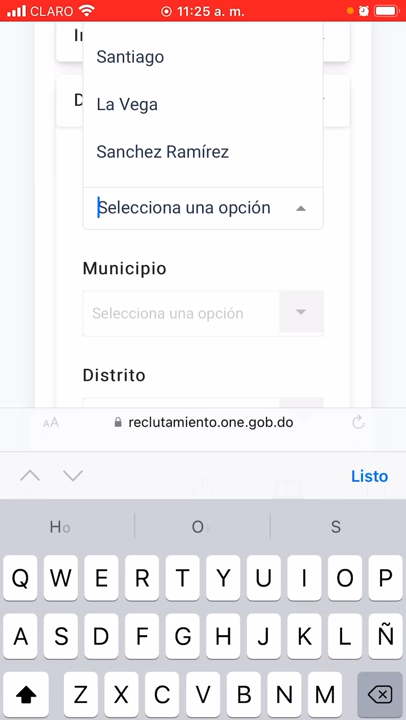 CLARO 11:25 a. m.
Santiago
La Vega
Sanchez Ramírez
Selecciona una opción
Municipio
Selecciona una opción
Distrito
AA reclutamiento.one.gob.do
Listo
Ho O S
Q W E R T Y U I O P
A S D F G H J K L Ñ
Z X C V B N M